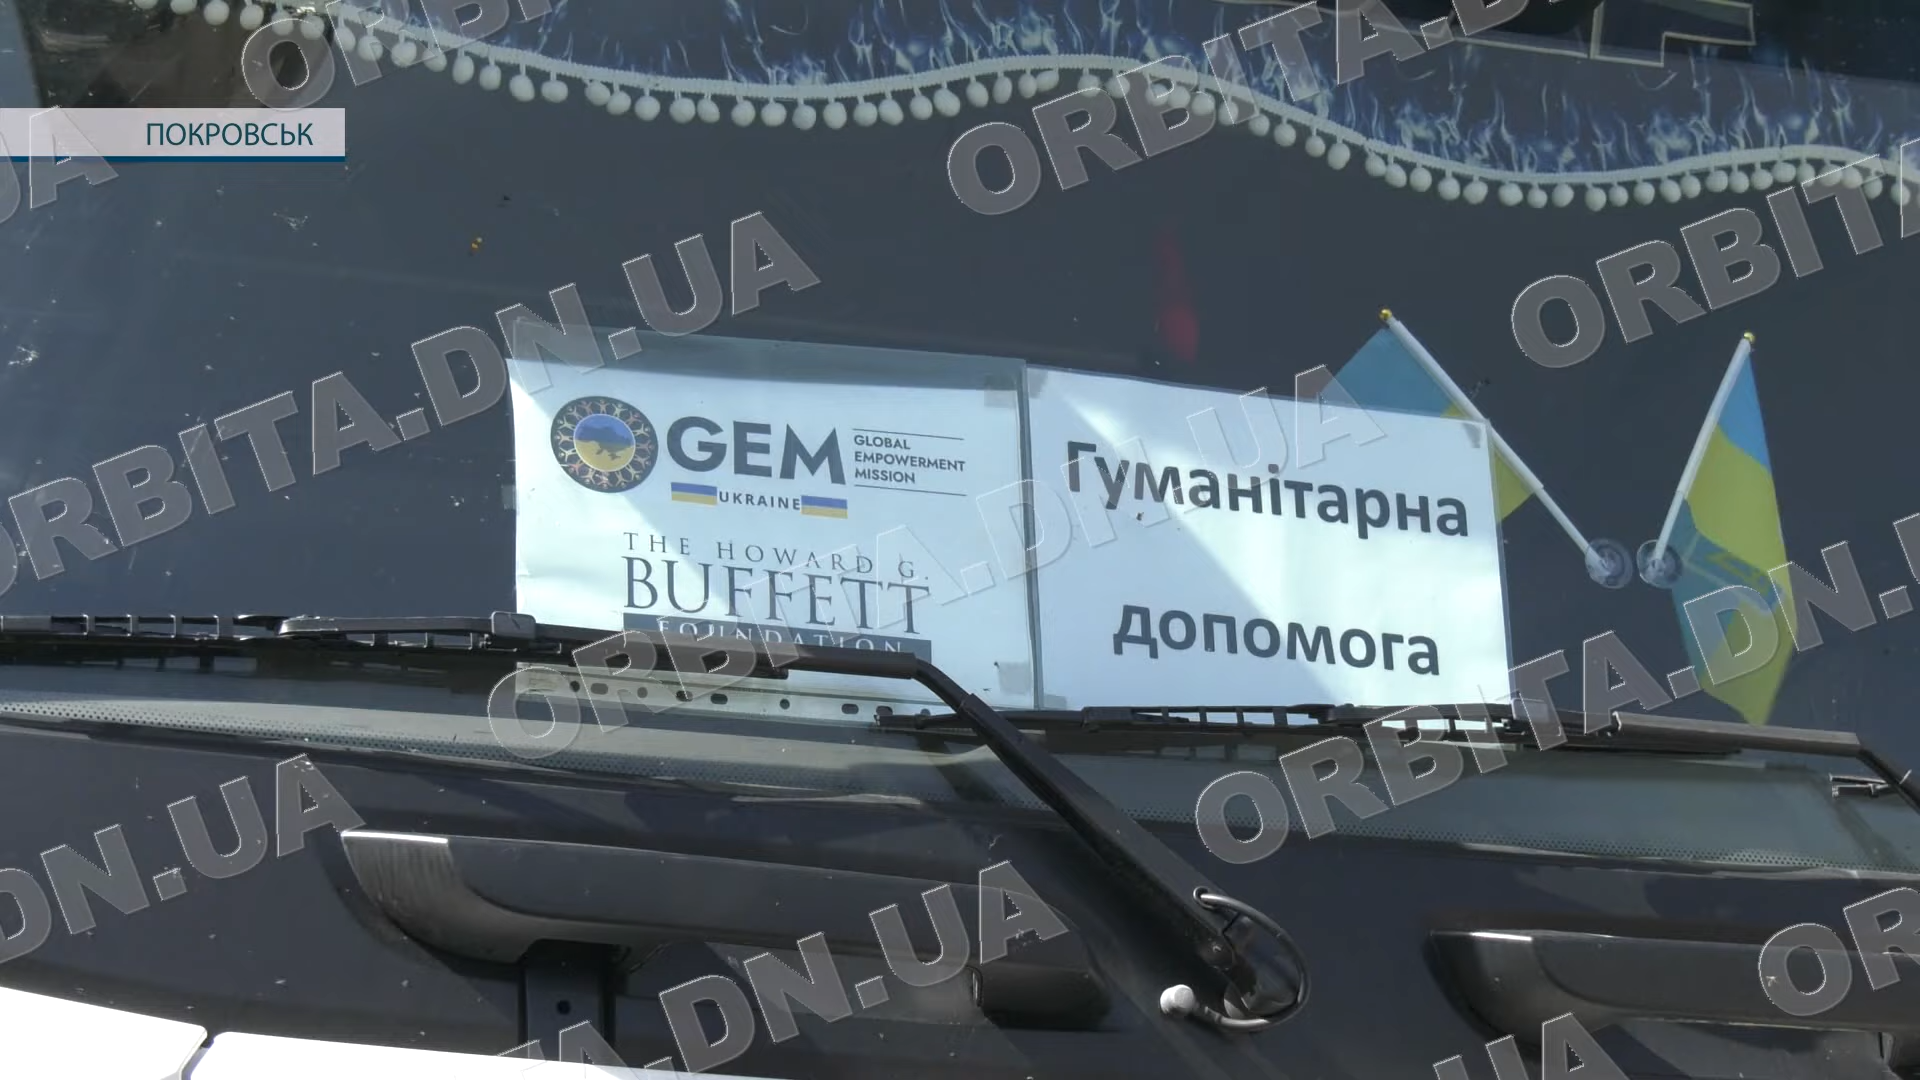 ПОКРОВСЬК
GEM
GLOBAL
EMPOWERMENT
MISSION
UKRAINE
THE HOWARD G.
BUFFETT
FOUNDATION
Гуманітарна
допомога
ORBITA.DN.UA